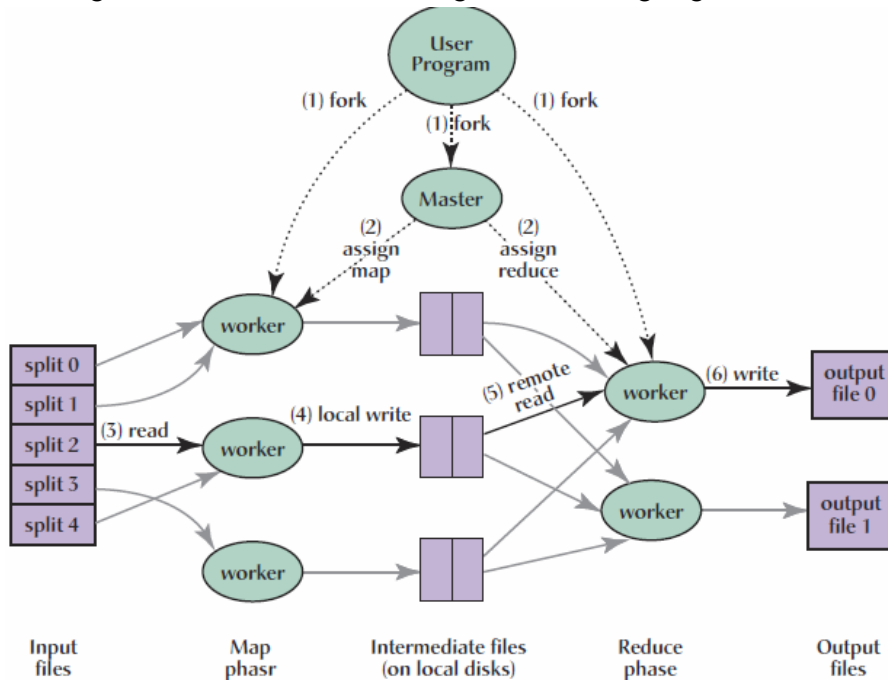 User
Program
(1) fork
(1) fork
(1) fork
Master
(2)
assign
map
(2)
assign
reduce
worker
split 0
split 1
split 2
split 3
split 4
(3) read
worker
(4) local write
(5) remote
read
worker
(6) write
output
file 0
worker
worker
output
file 1
Input
files
Map
phasr
Intermediate files
(on local disks)
Reduce
phase
Output
files